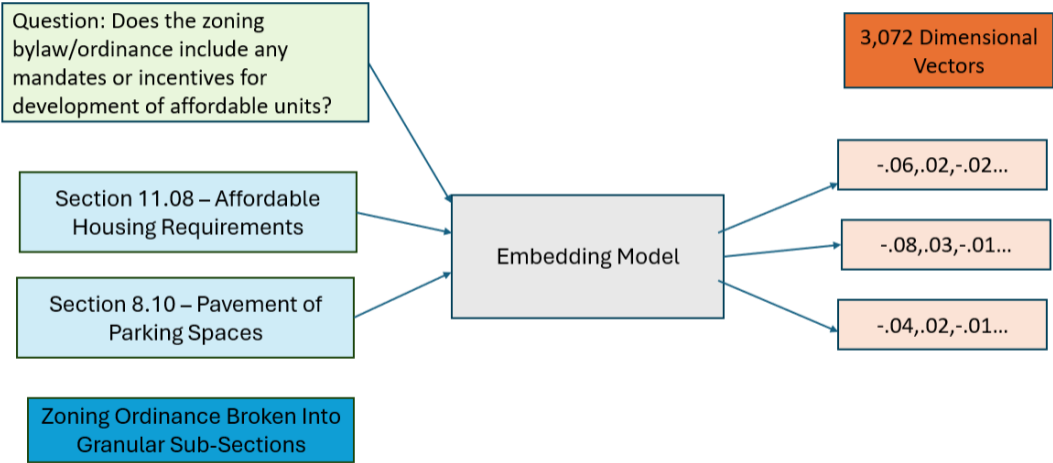 Question: Does the zoning
bylaw/ordinance include any
mandates or incentives for
development of affordable units?
3,072 Dimensional
Vectors
Section 11.08 – Affordable
Housing Requirements
Section 8.10 – Pavement of
Parking Spaces
Zoning Ordinance Broken Into
Granular Sub-Sections
Embedding Model
-.06,.02,-.02...
-.08,.03,-.01...
-.04,.02,-.01...